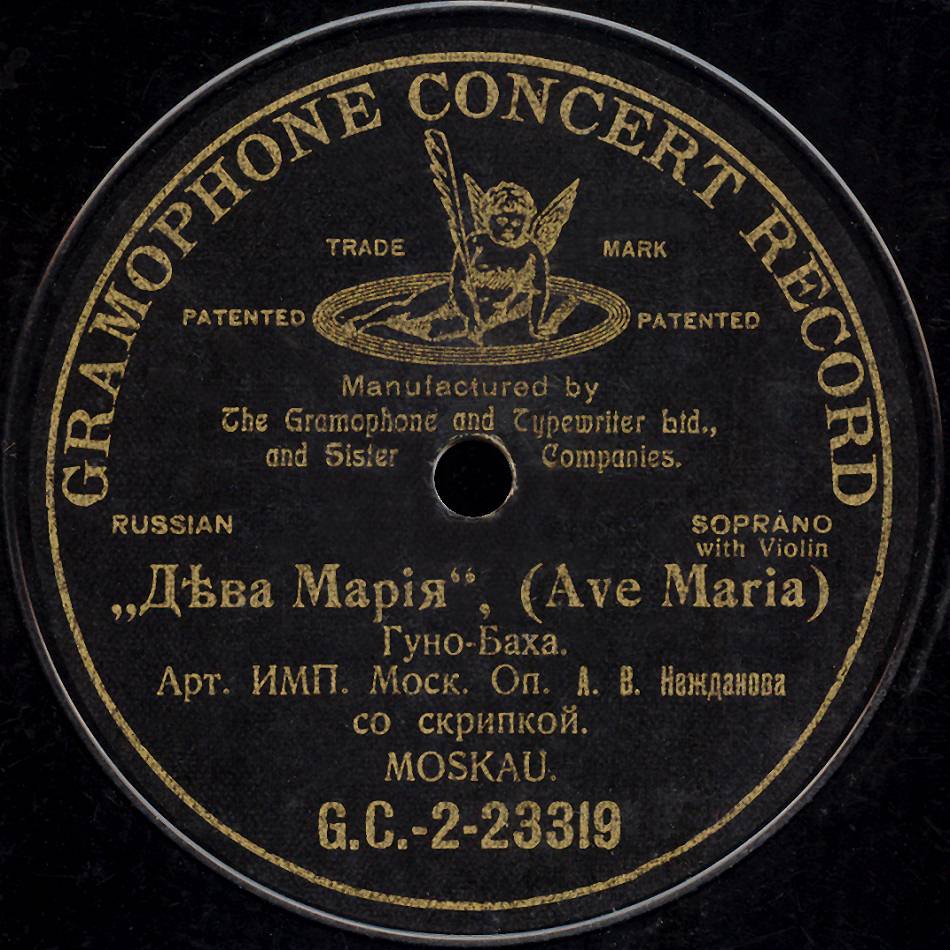 GRAMOPHONE CONCERT RECORD
TRADE MARK
PATENTED PATENTED
Manufactured by
The Gramophone and Typewriter Ltd.,
and Sister Companies.
RUSSIAN SOPRANO
with Violin
„Дѣва Марія“, (Ave Maria)
Гуно-Баха.
Арт. ИМП. Моск. Оп. А. В. Нежданова
со скрипкой.
MOSKAU.
G.C.-2-23319